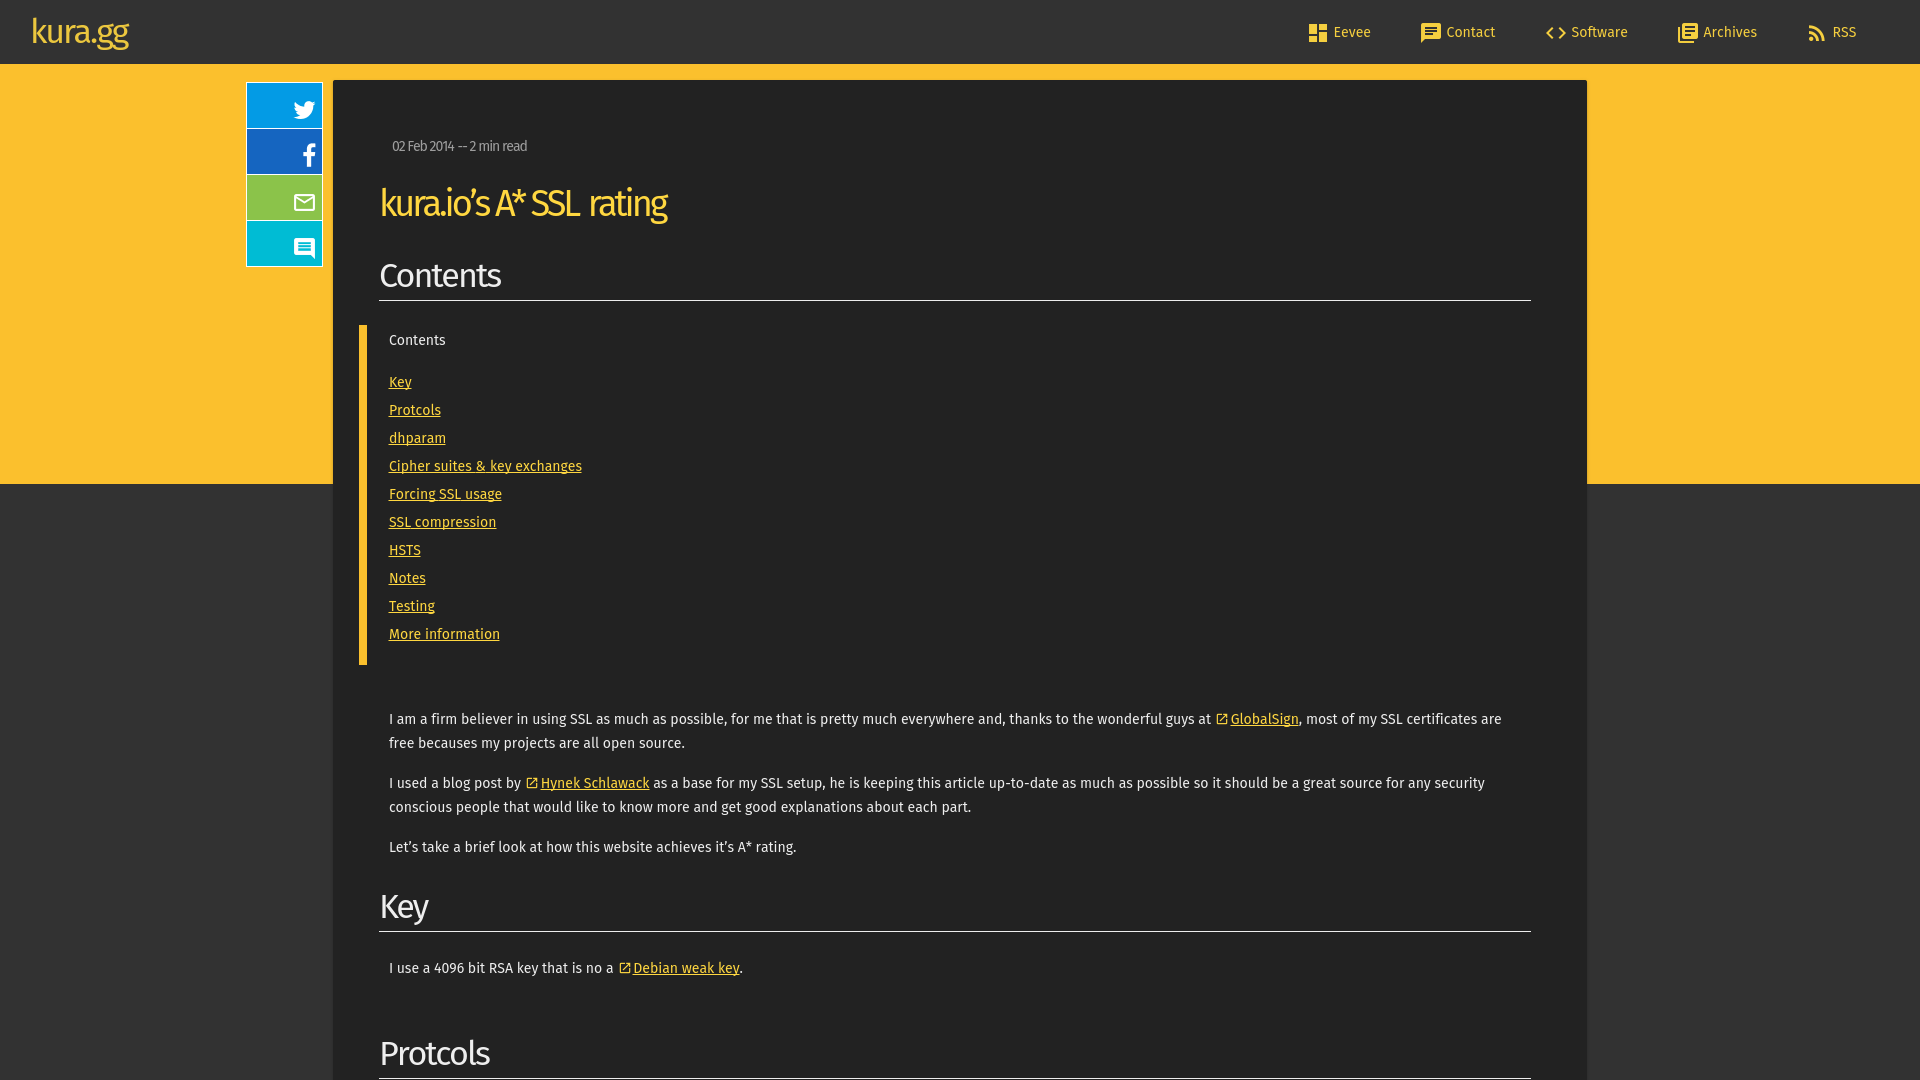 kura.gg
Eevee
Contact
Software
Archives
RSS
02 Feb 2014 -- 2 min read
kura.io’s A* SSL rating
Contents
Contents
Key
Protcols
dhparam
Cipher suites & key exchanges
Forcing SSL usage
SSL compression
HSTS
Notes
Testing
More information
I am a firm believer in using SSL as much as possible, for me that is pretty much everywhere and, thanks to the wonderful guys at GlobalSign, most of my SSL certificates are
free becauses my projects are all open source.
I used a blog post by Hynek Schlawack as a base for my SSL setup, he is keeping this article up-to-date as much as possible so it should be a great source for any security
conscious people that would like to know more and get good explanations about each part.
Let’s take a brief look at how this website achieves it’s A* rating.
Key
I use a 4096 bit RSA key that is no a Debian weak key.
Protcols